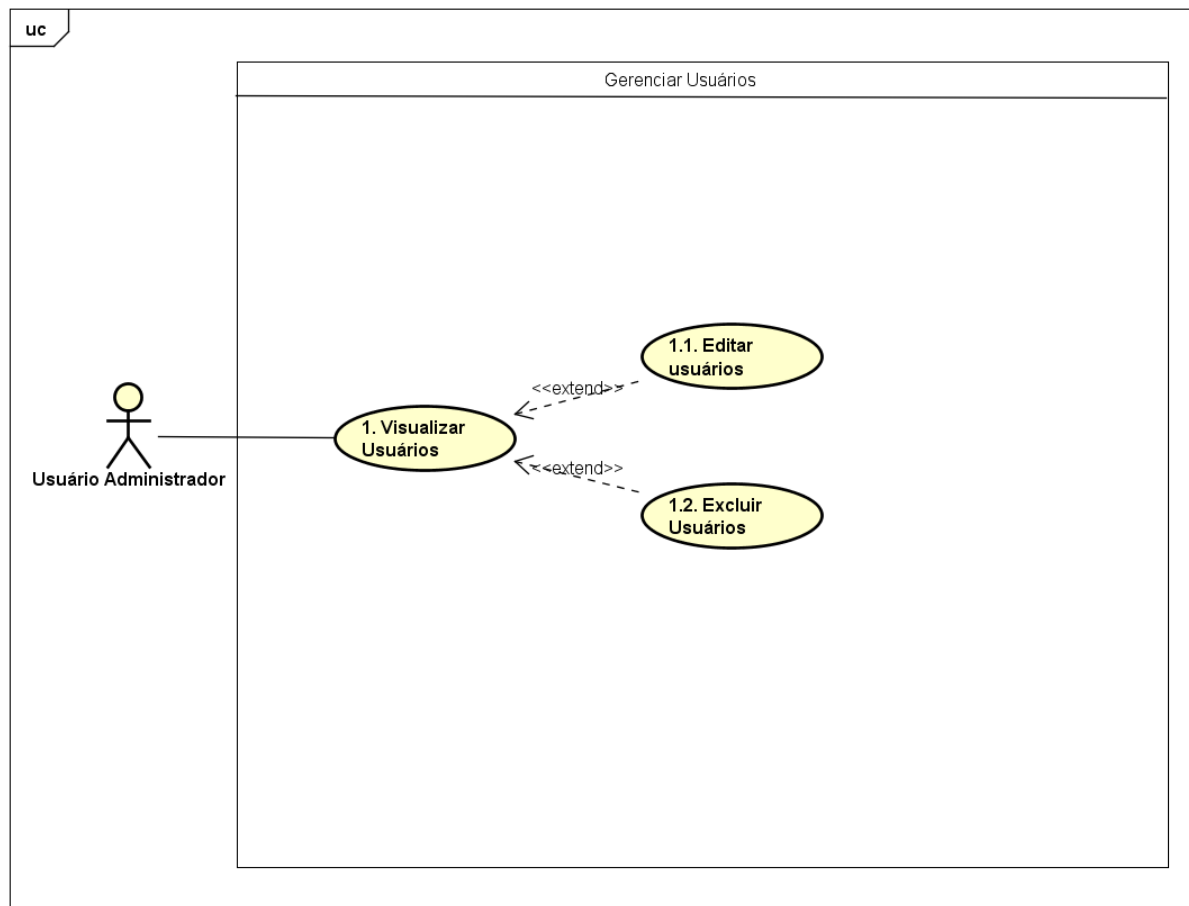 uc
Gerenciar Usuários
1.1. Editar
usuários
<<extend>>
1. Visualizar
Usuários
<<extend>>
Usuário Administrador
1.2. Excluir
Usuários